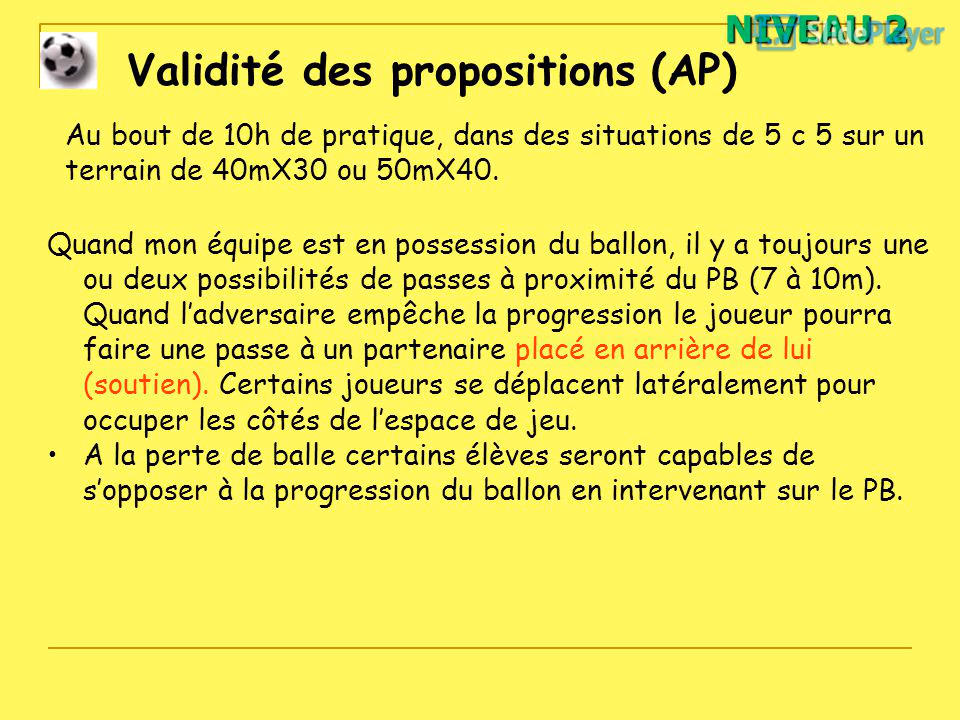 NIVEAU 2
SlidePlayer
Validité des propositions (AP)
Au bout de 10h de pratique, dans des situations de 5 c 5 sur un
terrain de 40mX30 ou 50mX40.
Quand mon équipe est en possession du ballon, il y a toujours une
ou deux possibilités de passes à proximité du PB (7 à 10m).
Quand l’adversaire empêche la progression le joueur pourra
faire une passe à un partenaire placé en arrière de lui
(soutien). Certains joueurs se déplacent latéralement pour
occuper les côtés de l’espace de jeu.
• A la perte de balle certains élèves seront capables de
s’opposer à la progression du ballon en intervenant sur le PB.